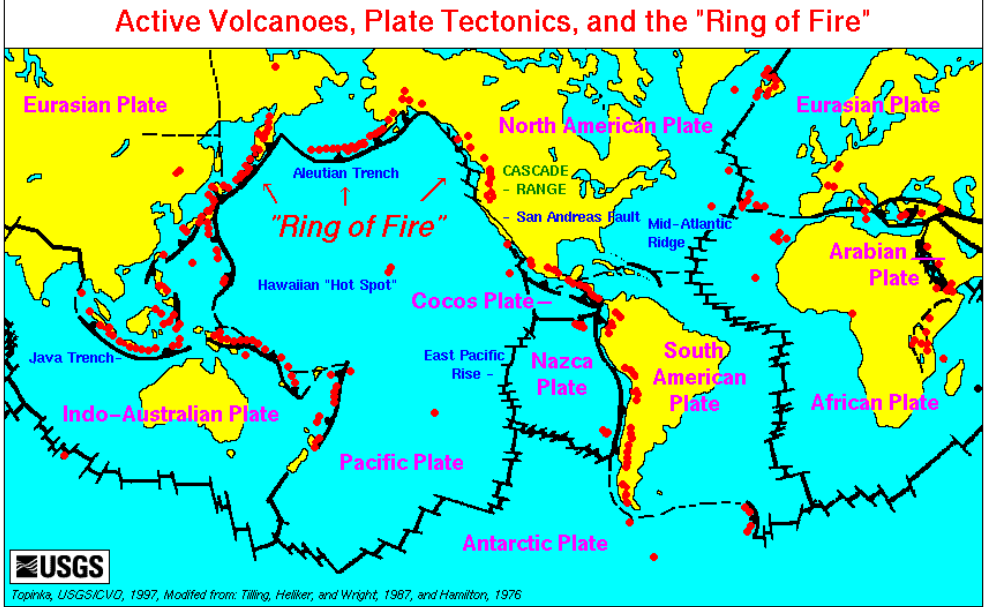 Active Volcanoes, Plate Tectonics, and the "Ring of Fire"
Eurasian Plate
North American Plate
Eurasian Plate
Aleutian Trench
CASCADE
- RANGE
"Ring of Fire"
- San Andreas Fault
Mid-Atlantic
Ridge
Arabian
Plate
Hawaiian "Hot Spot"
Cocos Plate
Java Trench-
East Pacific
Rise -
Nazca
Plate
South
American
Plate
Indo-Australian Plate
African Plate
Pacific Plate
Antarctic Plate
USGS
Topinka, USGS/CVO, 1997, Modifed from: Tilling, Heliker, and Wright, 1987, and Hamilton, 1976